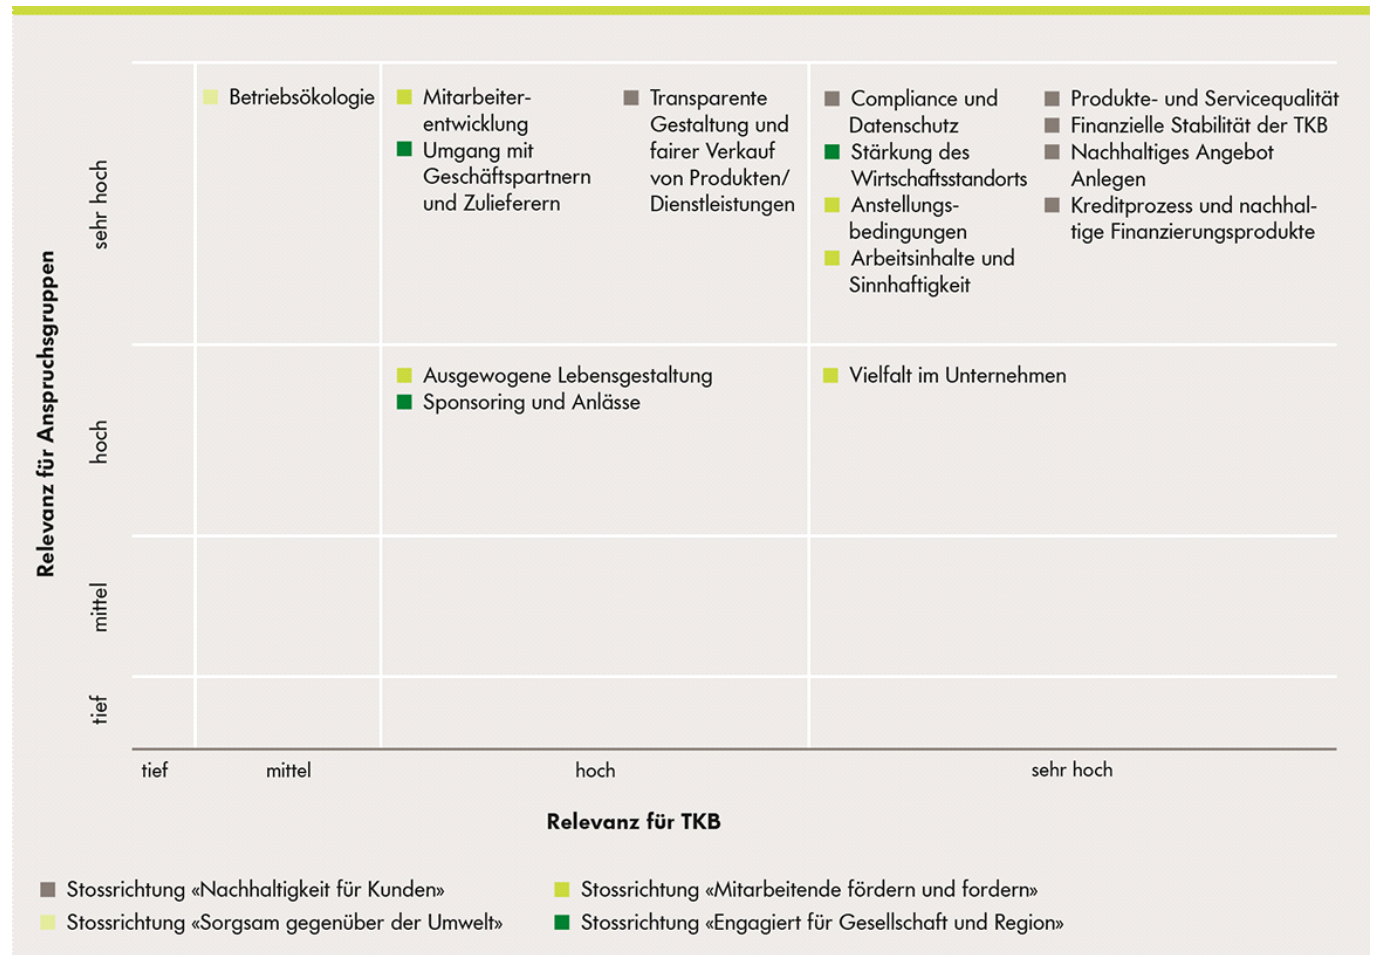 Betriebsökologie
Mitarbeiter-
entwicklung
Umgang mit
Geschäftspartnern
und Zulieferern
Transparente
Gestaltung und
fairer Verkauf
von Produkten/
Dienstleistungen
Compliance und
Datenschutz
Stärkung des
Wirtschaftsstandorts
Anstellungs-
bedingungen
Arbeitsinhalte und
Sinnhaftigkeit
Produkte- und Servicequalität
Finanzielle Stabilität der TKB
Nachhaltiges Angebot
Anlegen
Kreditprozess und nachhal-
tige Finanzierungsprodukte
Ausgewogene Lebensgestaltung
Sponsoring und Anlässe
Vielfalt im Unternehmen
Relevanz für Anspruchsgruppen
sehr hoch
hoch
mittel
tief
tief
mittel
hoch
sehr hoch
Relevanz für TKB
Stossrichtung «Nachhaltigkeit für Kunden»
Stossrichtung «Sorgsam gegenüber der Umwelt»
Stossrichtung «Mitarbeitende fördern und fordern»
Stossrichtung «Engagiert für Gesellschaft und Region»